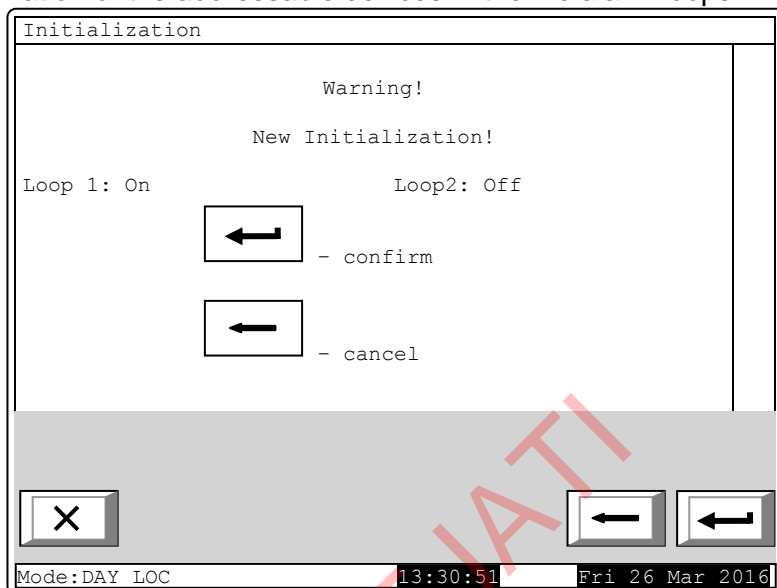 Initialization
Warning!
New Initialization!
Loop 1: On Loop2: Off
- confirm
- cancel
Mode:DAY LOC 13:30:51 Fri 26 Mar 2016